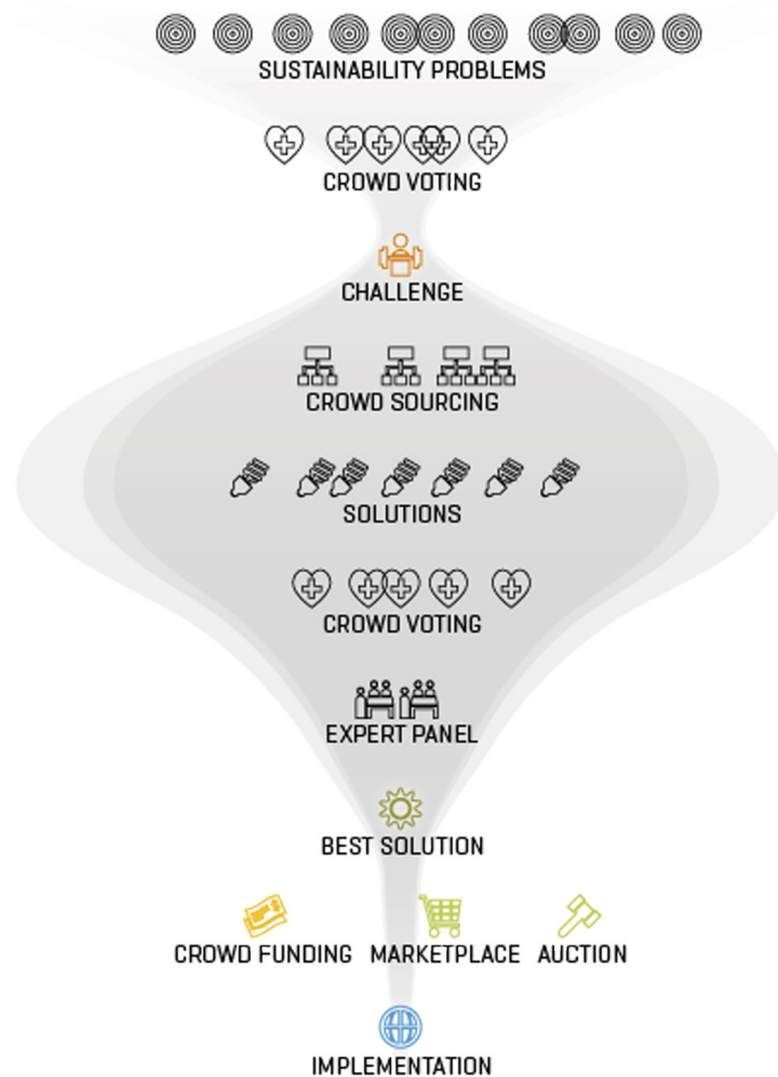 SUSTAINABILITY PROBLEMS
CROWD VOTING
CHALLENGE
CROWD SOURCING
SOLUTIONS
CROWD VOTING
EXPERT PANEL
BEST SOLUTION
CROWD FUNDING MARKETPLACE AUCTION
IMPLEMENTATION